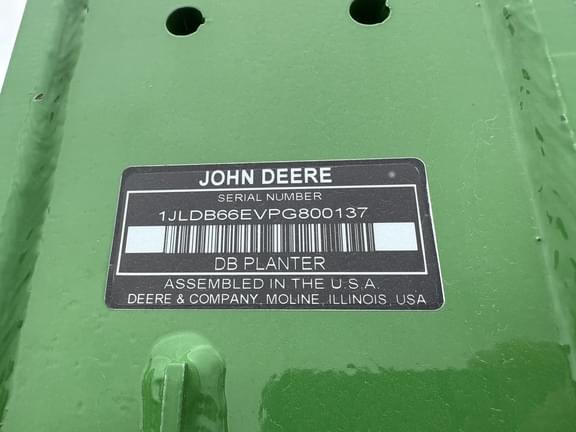 JOHN DEERE
SERIAL NUMBER
1JLDB66EVPG800137
DB PLANTER
ASSEMBLED IN THE U.S.A.
DEERE & COMPANY, MOLINE, ILLINOIS, USA